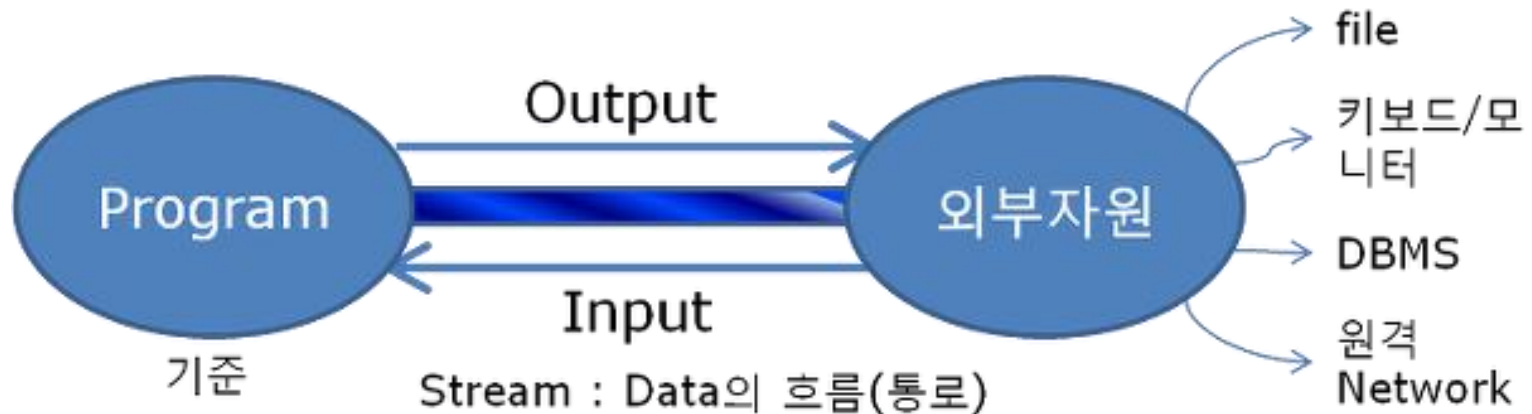 file
Output
키보드/모
니터
Program
외부자원
DBMS
Input
기준
원격
Network
Stream : Data의 흐름(통로)